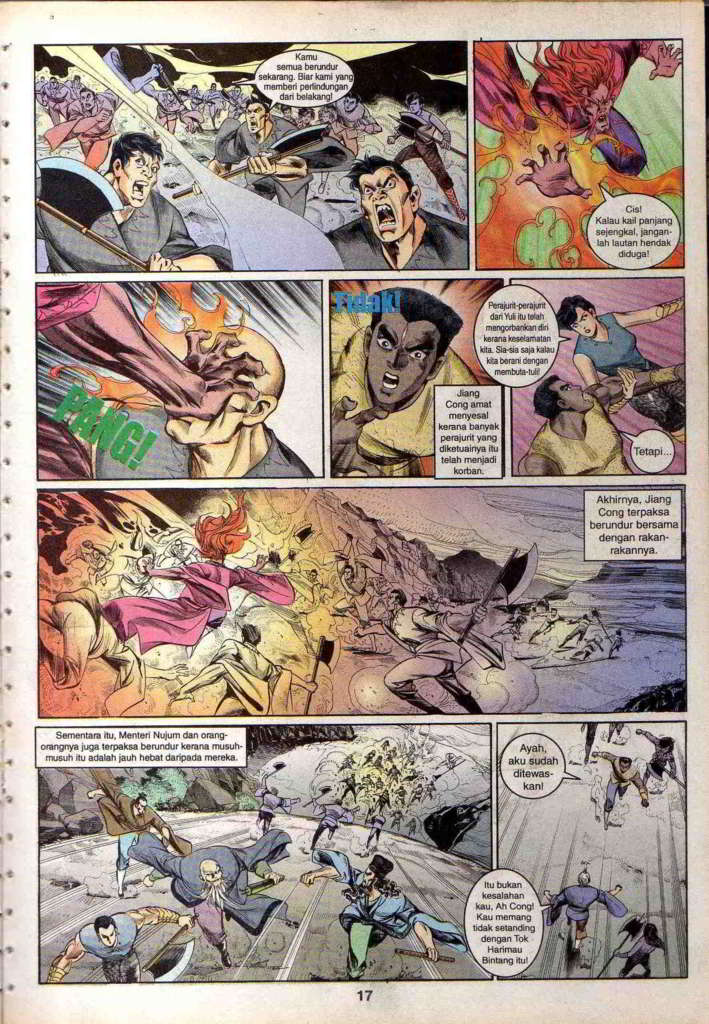 Kamu
semua berundur
sekarang. Biar kami yang
memberi perlindungan
dari belakang!
Cis!
Kalau kail panjang
sejengkal, jangan-
lah lautan hendak
diduga!
PANG!
Tidak!
Jiang
Cong amat
menyesal
kerana banyak
perajurit yang
diketuainya itu
telah menjadi
korban.
Perajurit-perajurit
dari Yuli itu telah
mengorbankan diri
kerana keselamatan
kita. Sia-sia saja kalau
kita berani dengan
membuta-tuli!
Tetapi...
Akhirnya, Jiang
Cong terpaksa
berundur bersama
dengan rakan-
rakannya.
Sementara itu, Menteri Nujum dan orang-
orangnya juga terpaksa berundur kerana musuh-
musuh itu adalah jauh hebat daripada mereka.
Ayah,
aku sudah
ditewas-
kan!
Itu bukan
kesalahan
kau, Ah Cong!
Kau memang
tidak setanding
dengan Tok
Harimau
Bintang itu!
17